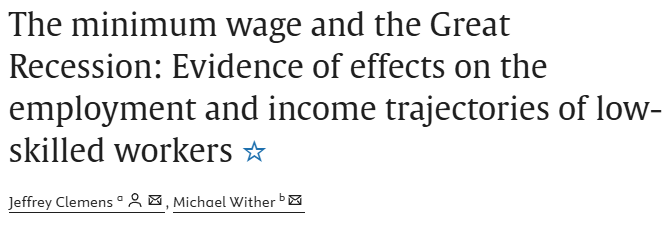 The minimum wage and the Great
Recession: Evidence of effects on the
employment and income trajectories of low-
skilled workers ☆
Jeffrey Clemens a, Michael Wither b